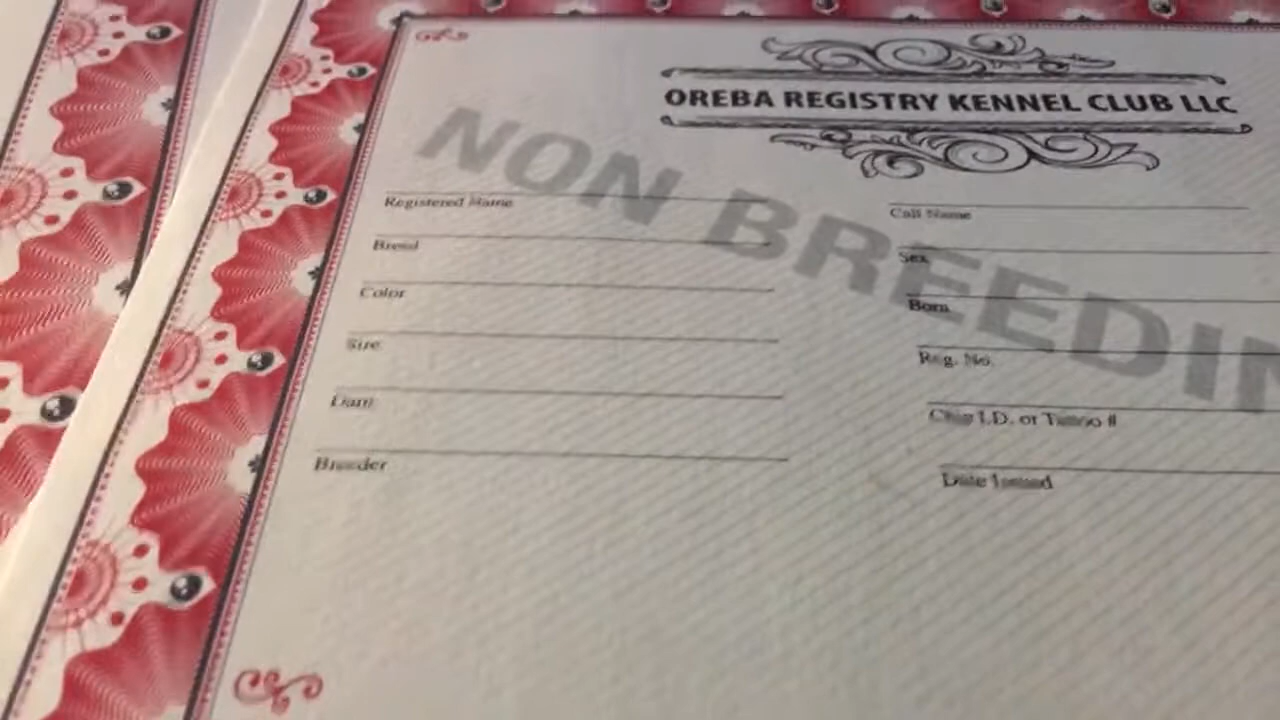 OREBA REGISTRY KENNEL CLUB LLC
NON BREEDIN
Registered Name
Call Name
Breed
Sex
Color
Born
Sire
Reg. No.
Dam
Chip I.D. or Tattoo #
Breeder
Date Issued